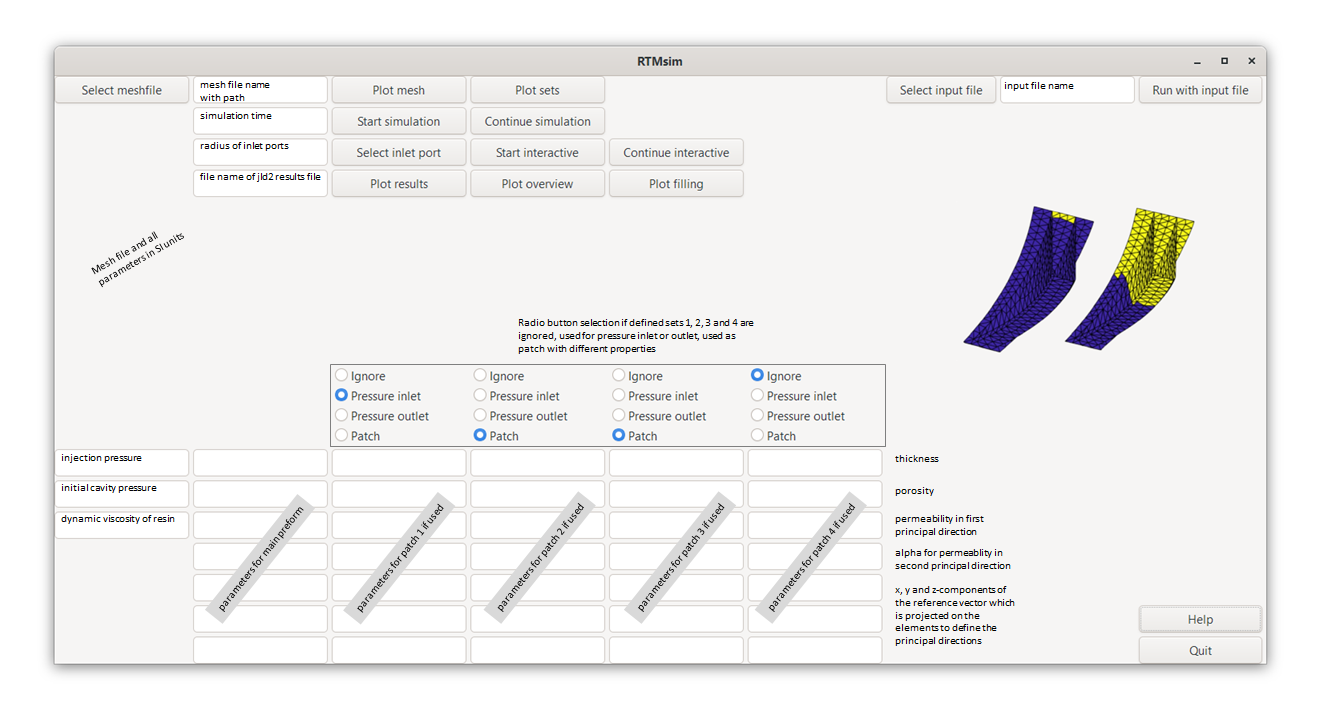 RTMsim
Select meshfile
mesh file name
with path
Plot mesh
Plot sets
Select input file
input file name
Run with input file
simulation time
Start simulation
Continue simulation
radius of inlet ports
Select inlet port
Start interactive
Continue interactive
file name of jld2 results file
Plot results
Plot overview
Plot filling
Mesh file and all
parameters in SI units
Radio button selection if defined sets 1, 2, 3 and 4 are
ignored, used for pressure inlet or outlet, used as
patch with different properties
Ignore
Pressure inlet
Pressure outlet
Patch
Ignore
Pressure inlet
Pressure outlet
Patch
Ignore
Pressure inlet
Pressure outlet
Patch
Ignore
Pressure inlet
Pressure outlet
Patch
injection pressure
initial cavity pressure
dynamic viscosity of resin
parameters for main preform
parameters for patch 1 if used
parameters for patch 2 if used
parameters for patch 3 if used
parameters for patch 4 if used
thickness
porosity
permeability in first
principal direction
alpha for permeablity in
second principal direction
x, y and z-components of
the reference vector which
is projected on the
elements to define the
principal directions
Help
Quit